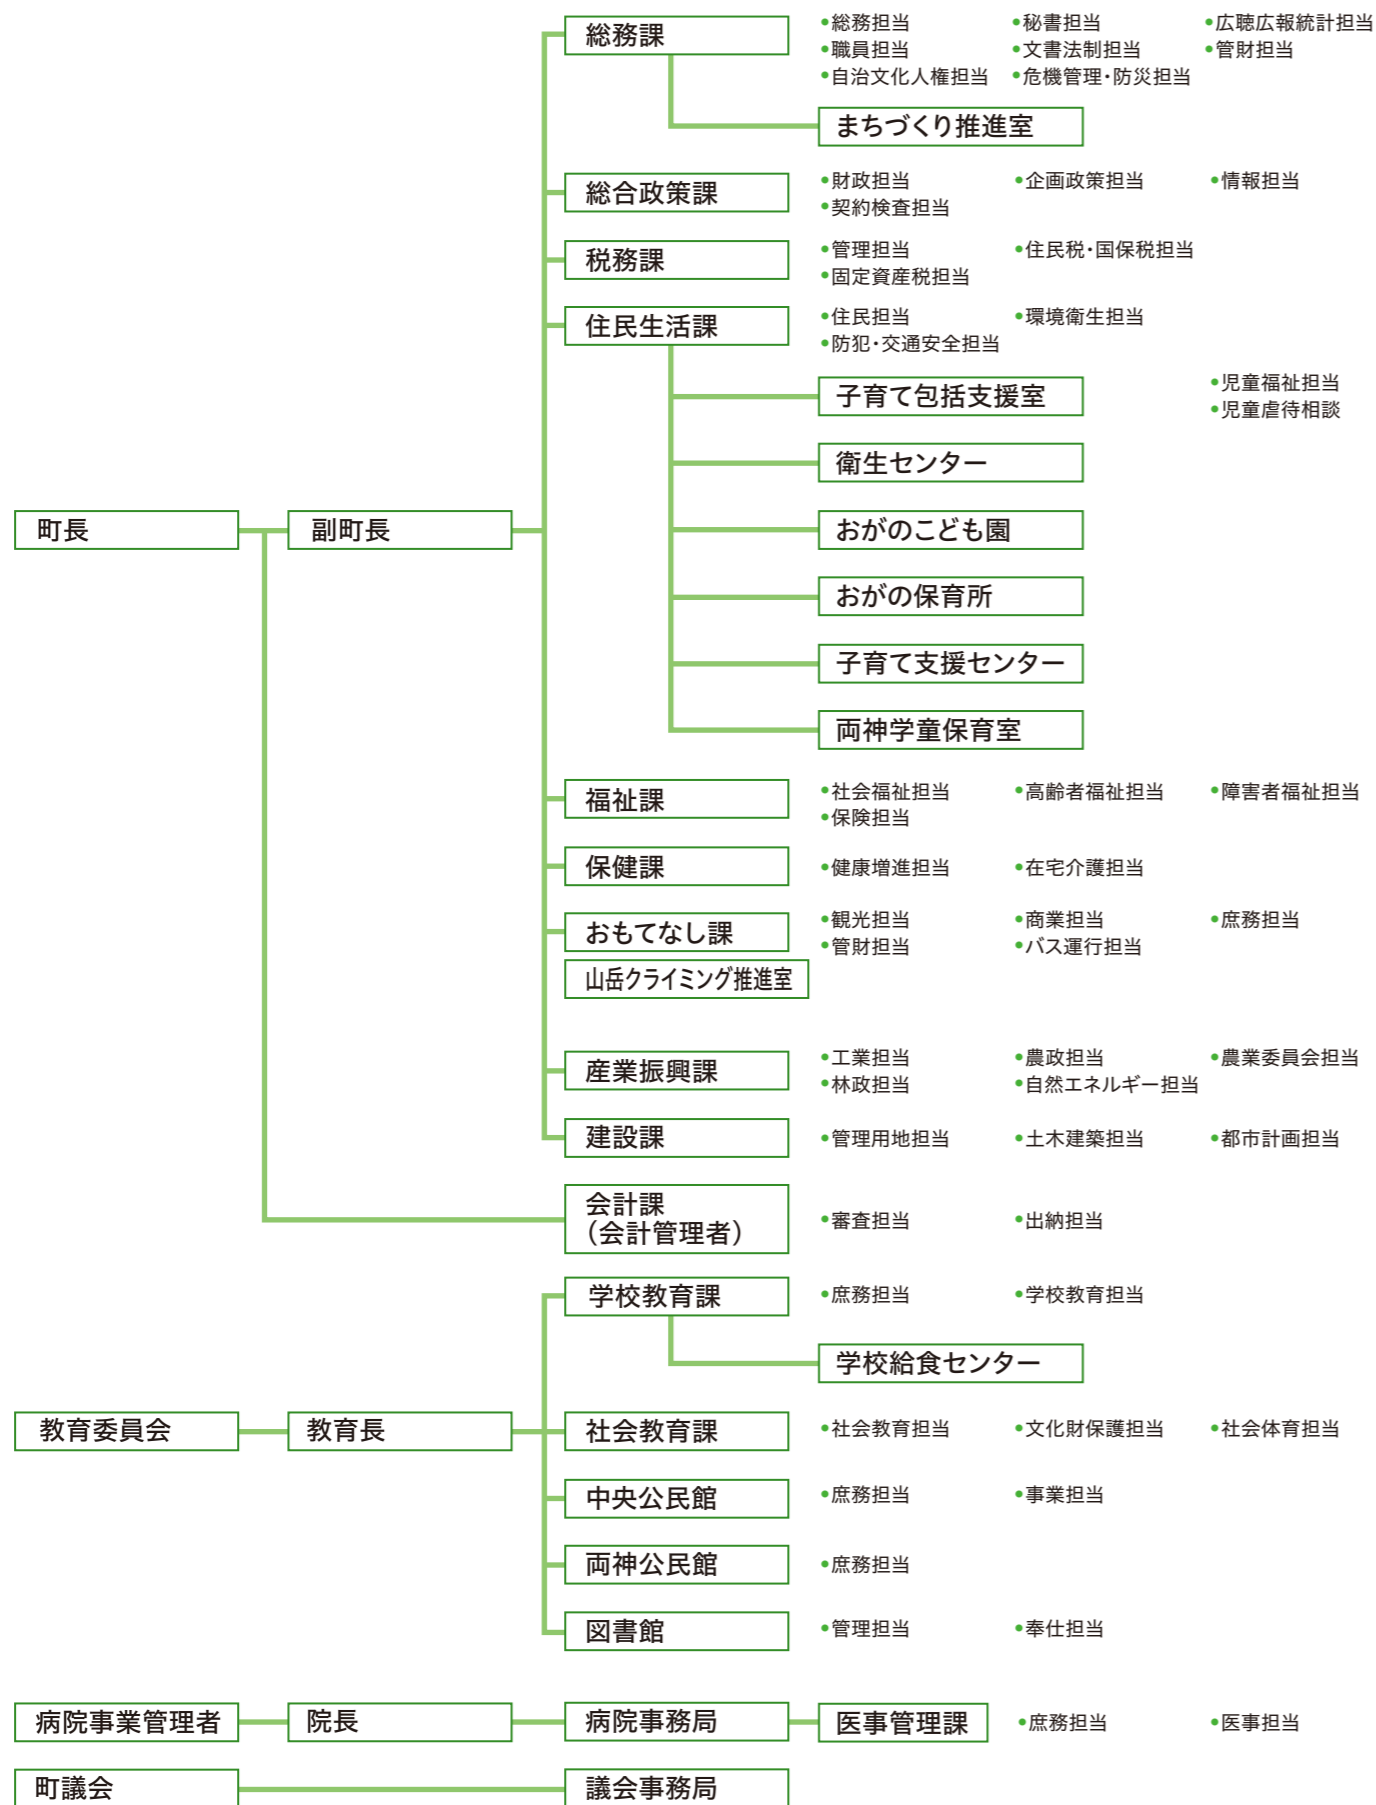 総務課
•総務担当 •秘書担当 •広聴広報統計担当
•職員担当 •文書法制担当 •管財担当
•自治文化人権担当 •危機管理・防災担当
まちづくり推進室
総合政策課
•財政担当 •企画政策担当 •情報担当
•契約検査担当
税務課
•管理担当 •住民税・国保税担当
•固定資産税担当
住民生活課
•住民担当 •環境衛生担当
•防犯・交通安全担当
子育て包括支援室
•児童福祉担当
•児童虐待相談
衛生センター
町長
副町長
おがのこども園
おがの保育所
子育て支援センター
両神学童保育室
福祉課
•社会福祉担当 •高齢者福祉担当 •障害者福祉担当
•保険担当
保健課
•健康増進担当 •在宅介護担当
おもてなし課
•観光担当 •商業担当 •庶務担当
•管財担当 •バス運行担当
山岳クライミング推進室
産業振興課
•工業担当 •農政担当 •農業委員会担当
•林政担当 •自然エネルギー担当
建設課
•管理用地担当 •土木建築担当 •都市計画担当
会計課
（会計管理者）
•審査担当 •出納担当
学校教育課
•庶務担当 •学校教育担当
学校給食センター
教育委員会
教育長
社会教育課
•社会教育担当 •文化財保護担当 •社会体育担当
中央公民館
•庶務担当 •事業担当
両神公民館
•庶務担当
図書館
•管理担当 •奉仕担当
病院事業管理者
院長
病院事務局
医事管理課
•庶務担当 •医事担当
町議会
議会事務局